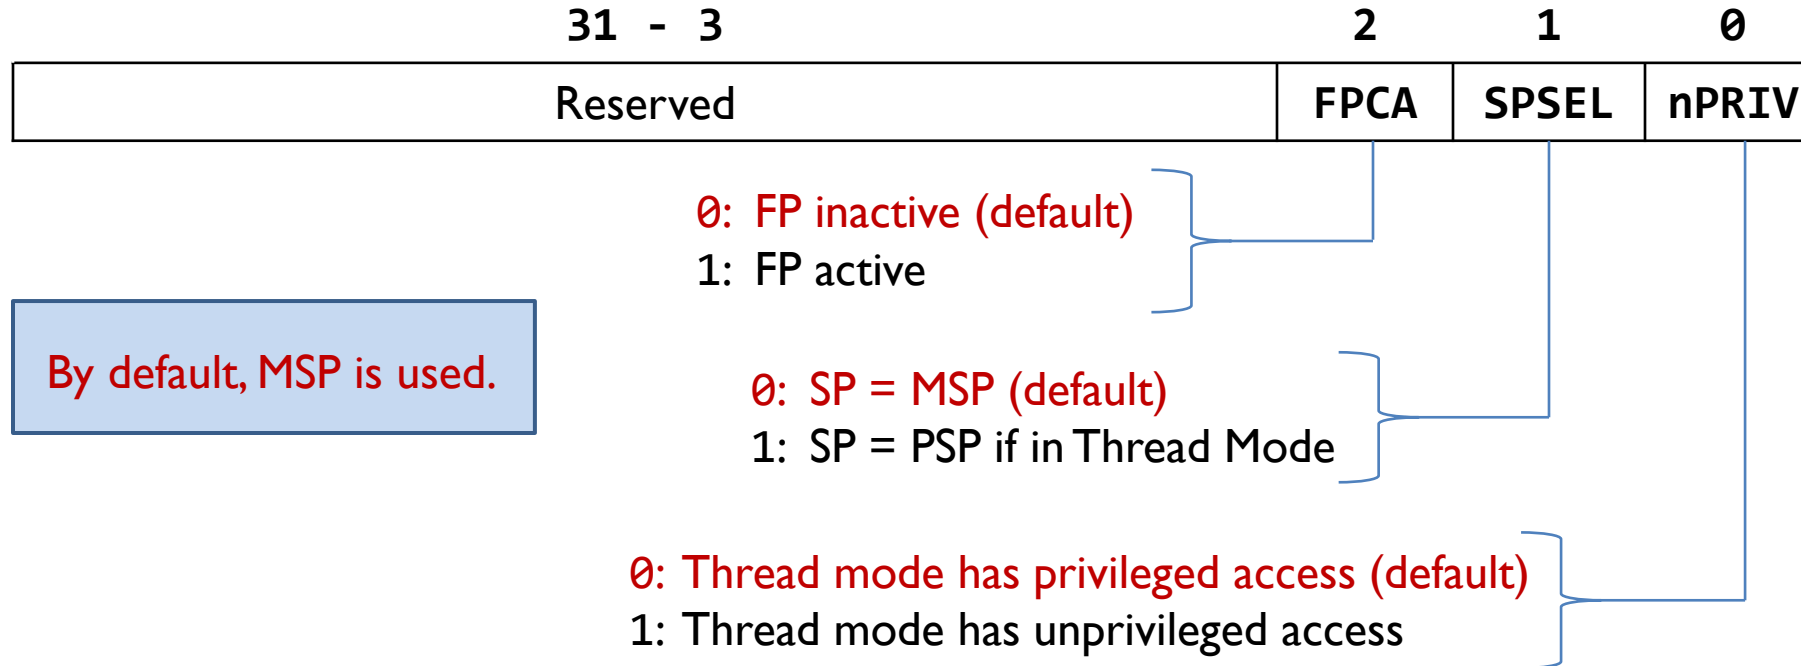 31 - 3 2 1 0
Reserved FPCA SPSEL nPRIV
0: FP inactive (default)
1: FP active
By default, MSP is used.
0: SP = MSP (default)
1: SP = PSP if in Thread Mode
0: Thread mode has privileged access (default)
1: Thread mode has unprivileged access